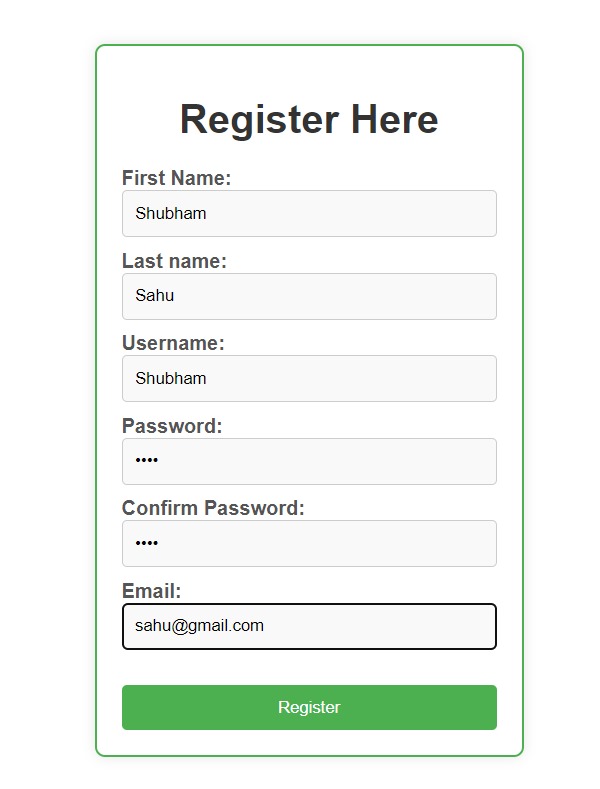 Register Here
First Name:
Shubham
Last name:
Sahu
Username:
Shubham
Password:
••••
Confirm Password:
••••
Email:
sahu@gmail.com
Register